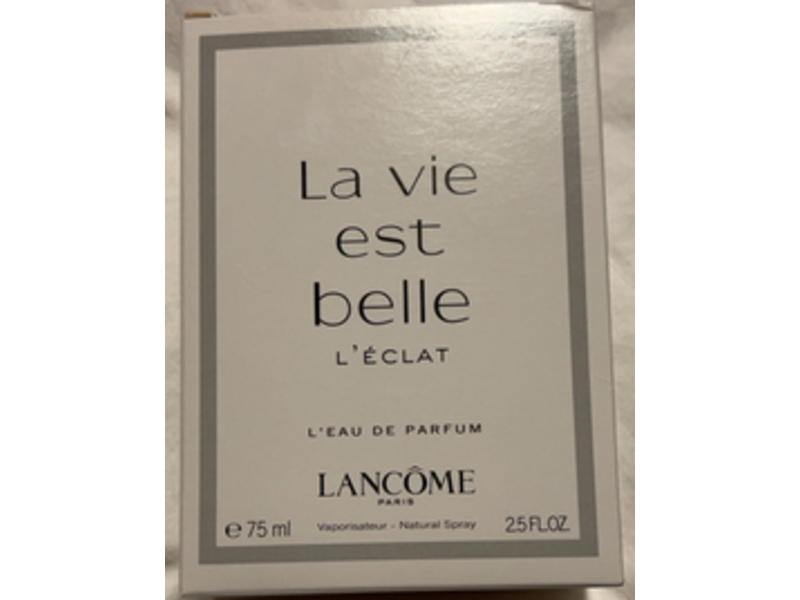 La vie
est
belle
L'ÉCLAT
L'EAU DE PARFUM
LANCÔME
PARIS
℮ 75 ml Vaporisateur - Natural Spray 2.5 FL.OZ.